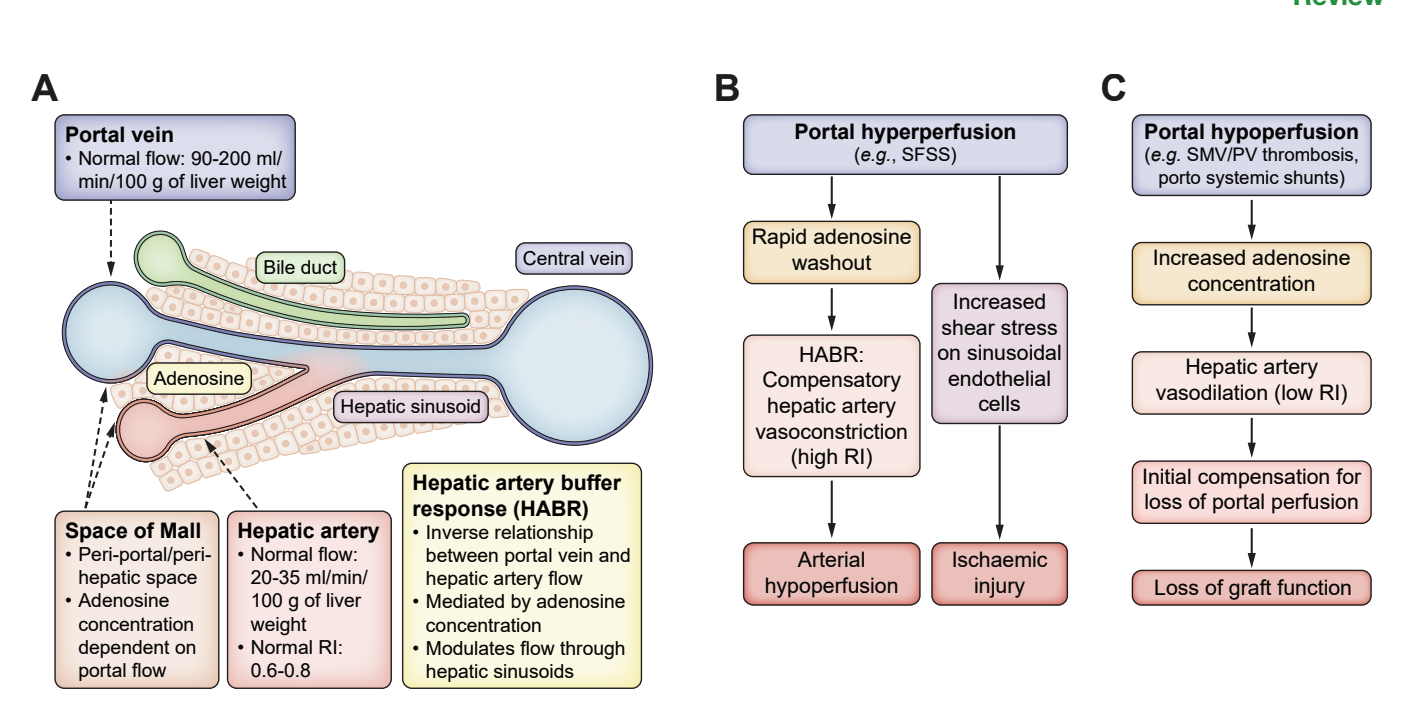 Review
A
Portal vein
• Normal flow: 90-200 ml/
min/100 g of liver weight
Bile duct
Central vein
Adenosine
Hepatic sinusoid
Space of Mall
• Peri-portal/peri-
hepatic space
• Adenosine
concentration
dependent on
portal flow
Hepatic artery
• Normal flow:
20-35 ml/min/
100 g of liver
weight
• Normal RI:
0.6-0.8
Hepatic artery buffer
response (HABR)
• Inverse relationship
between portal vein and
hepatic artery flow
• Mediated by adenosine
concentration
• Modulates flow through
hepatic sinusoids
B
Portal hyperperfusion
(e.g., SFSS)
Rapid adenosine
washout
HABR:
Compensatory
hepatic artery
vasoconstriction
(high RI)
Arterial
hypoperfusion
Increased
shear stress
on sinusoidal
endothelial
cells
Ischaemic
injury
C
Portal hypoperfusion
(e.g. SMV/PV thrombosis,
porto systemic shunts)
Increased adenosine
concentration
Hepatic artery
vasodilation (low RI)
Initial compensation for
loss of portal perfusion
Loss of graft function